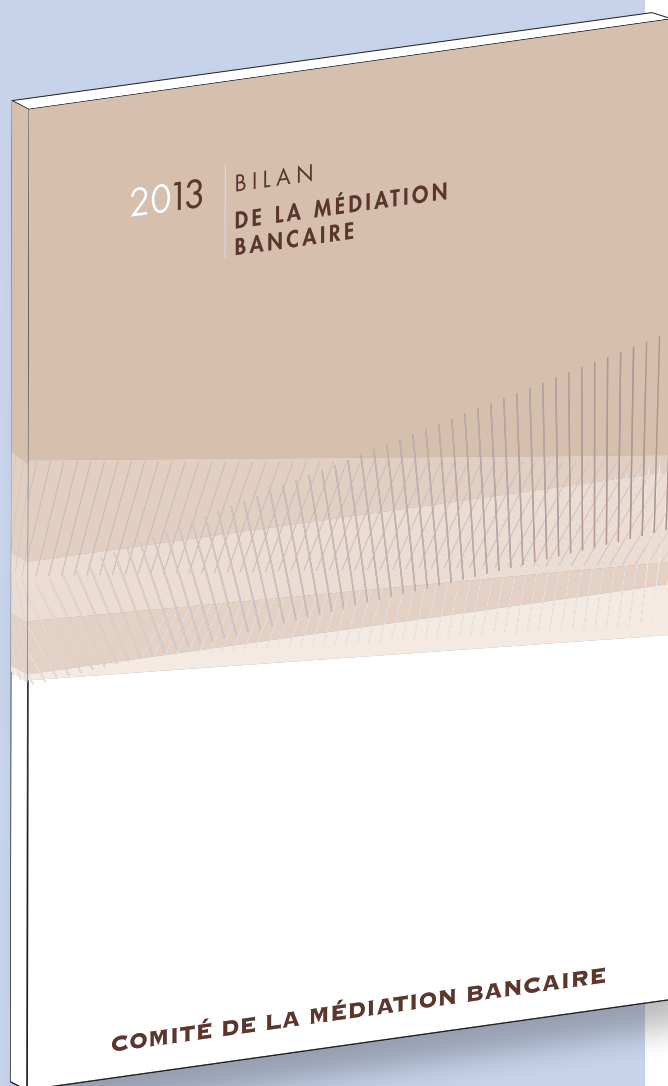 2013
BILAN
DE LA MÉDIATION
BANCAIRE
COMITÉ DE LA MÉDIATION BANCAIRE